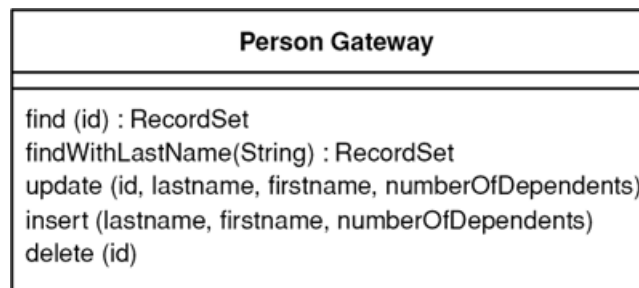 Person Gateway
find (id) : RecordSet
findWithLastName(String) : RecordSet
update (id, lastname, firstname, numberOfDependents)
insert (lastname, firstname, numberOfDependents)
delete (id)